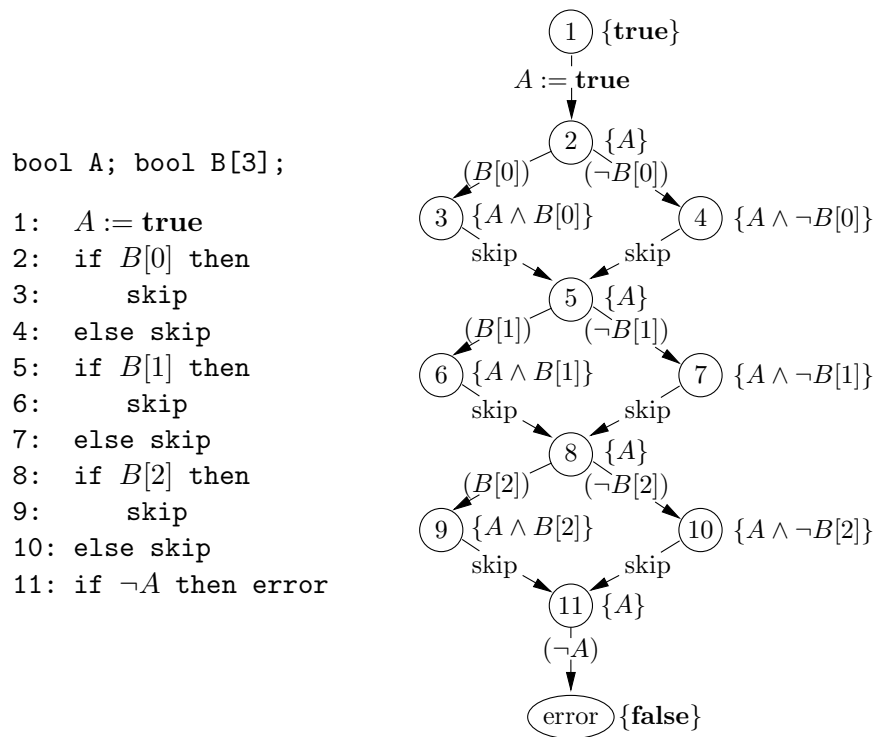 bool A; bool B[3];
1: A := true
2: if B[0] then
3: skip
4: else skip
5: if B[1] then
6: skip
7: else skip
8: if B[2] then
9: skip
10: else skip
11: if ¬A then error
1 {true}
A := true
2 {A}
(B[0]) (¬B[0])
3 {A ∧ B[0]} 4 {A ∧ ¬B[0]}
skip skip
5 {A}
(B[1]) (¬B[1])
6 {A ∧ B[1]} 7 {A ∧ ¬B[1]}
skip skip
8 {A}
(B[2]) (¬B[2])
9 {A ∧ B[2]} 10 {A ∧ ¬B[2]}
skip skip
11 {A}
(¬A)
error {false}